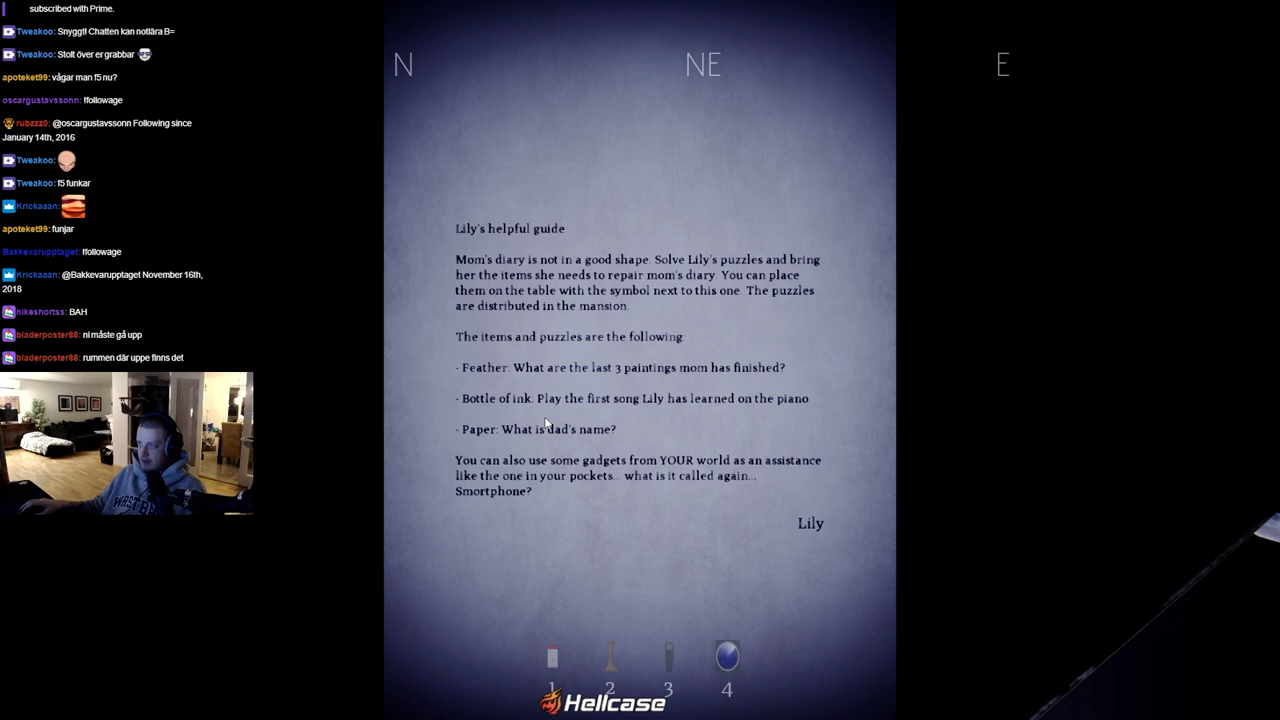 subscribed with Prime.
Tweakoo: Snyggt! Chatten kan notlära B=
Tweakoo: Stolt över er grabbar
apoteket99: vågar man f5 nu?
oscargustavssonn: !followage
rubzzz0: @oscargustavssonn Following since
January 14th, 2016
Tweakoo:
Tweakoo: f5 funkar
Krickaaan:
apoteket99: funjar
Bakkevarupptaget: !followage
Krickaaan: @Bakkevarupptaget November 16th,
2018
nikeshortss: BAH
bladerposter88: ni måste gå upp
bladerposter88: rummen där uppe finns det
N NE E
Lily's helpful guide
Mom's diary is not in a good shape. Solve Lily's puzzles and bring
her the items she needs to repair mom's diary. You can place
them on the table with the symbol next to this one. The puzzles
are distributed in the mansion.
The items and puzzles are the following:
- Feather: What are the last 3 paintings mom has finished?
- Bottle of ink: Play the first song Lily has learned on the piano
- Paper: What is dad's name?
You can also use some gadgets from YOUR world as an assistance
like the one in your pockets... what is it called again...
Smortphone?
Lily
1 2 3 4
Hellcase